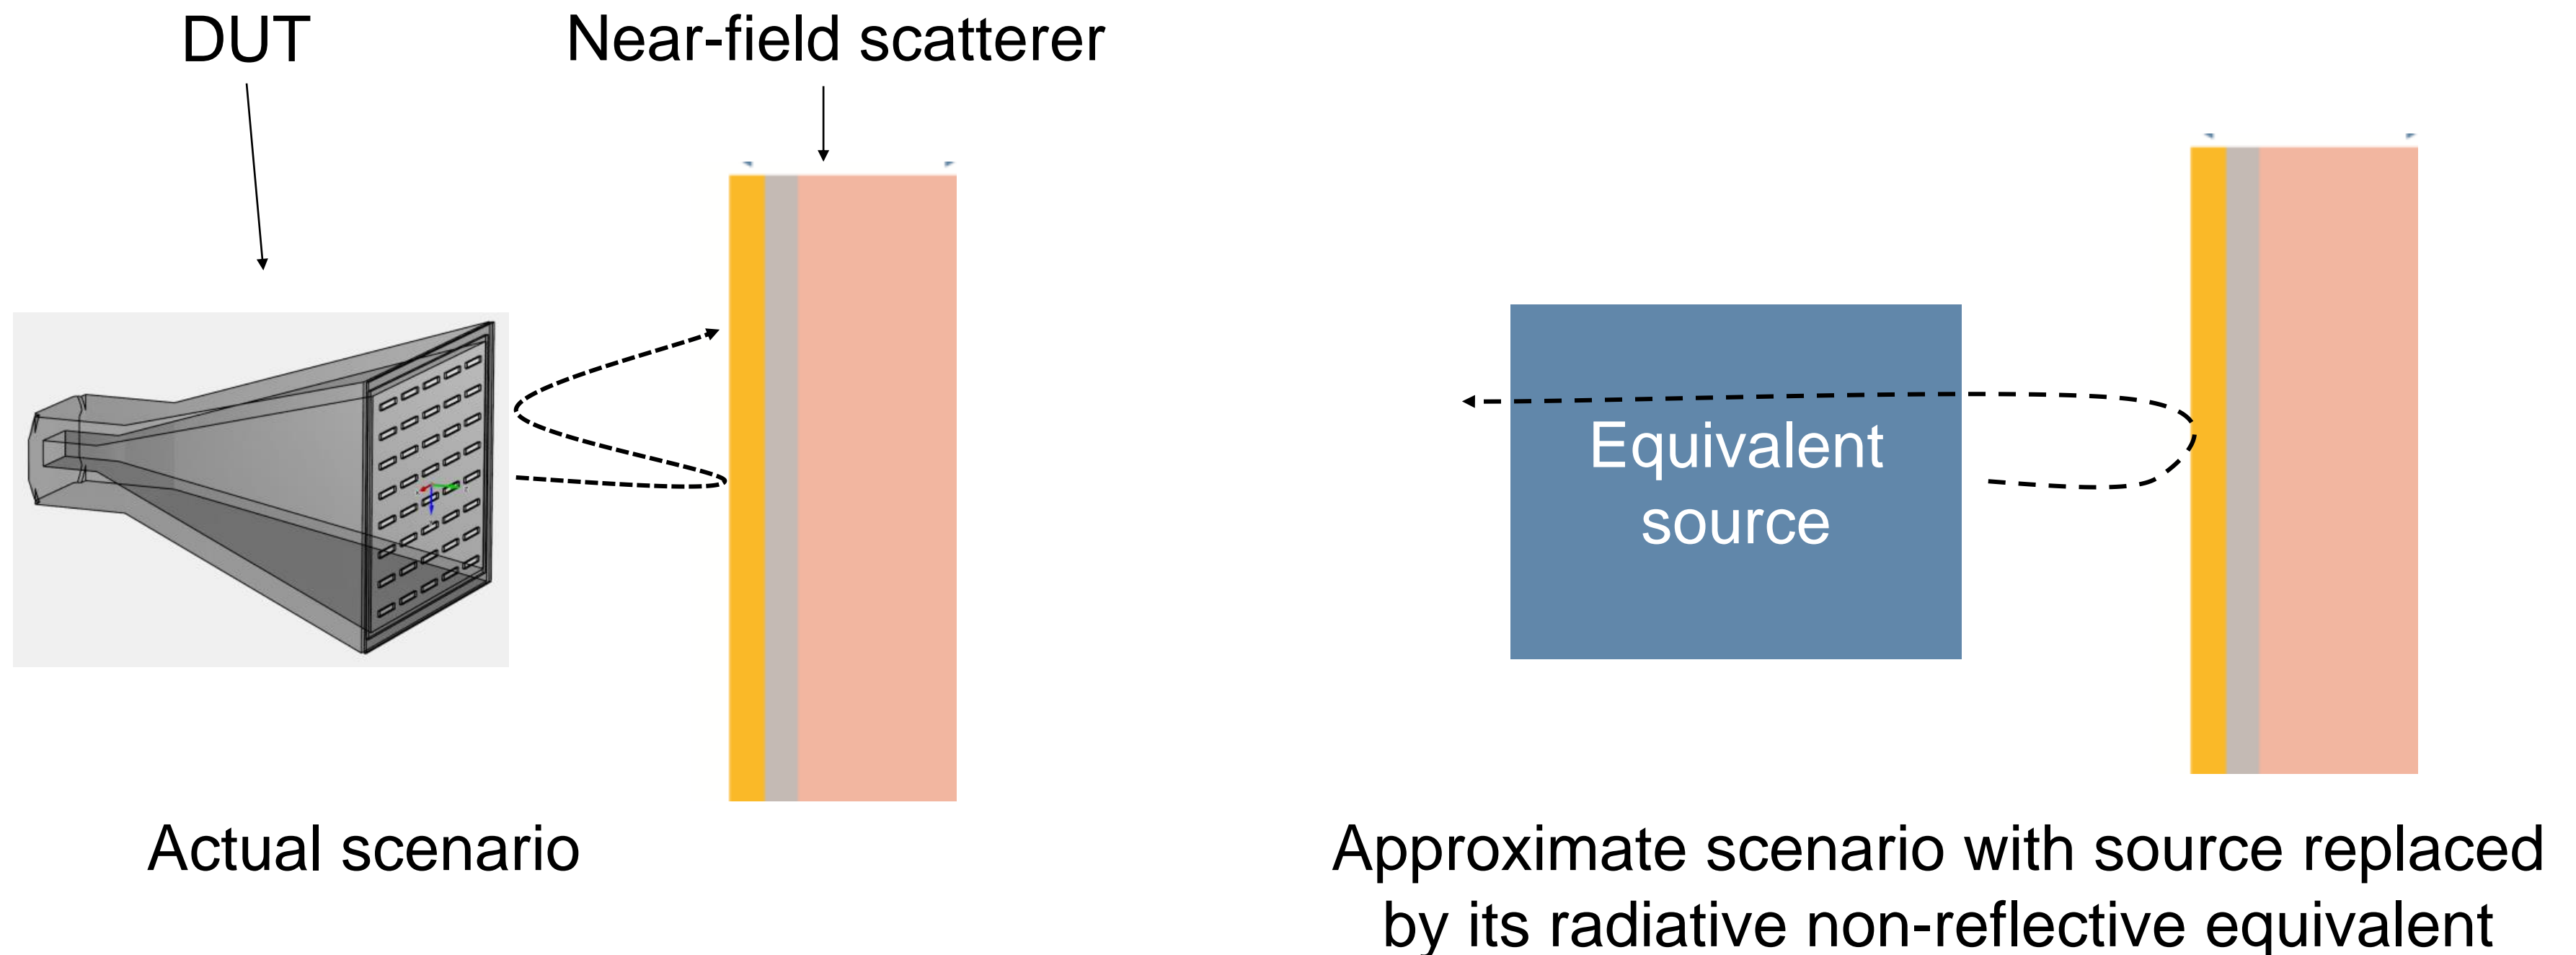 DUT
Near-field scatterer
Equivalent
source
Actual scenario
Approximate scenario with source replaced
by its radiative non-reflective equivalent